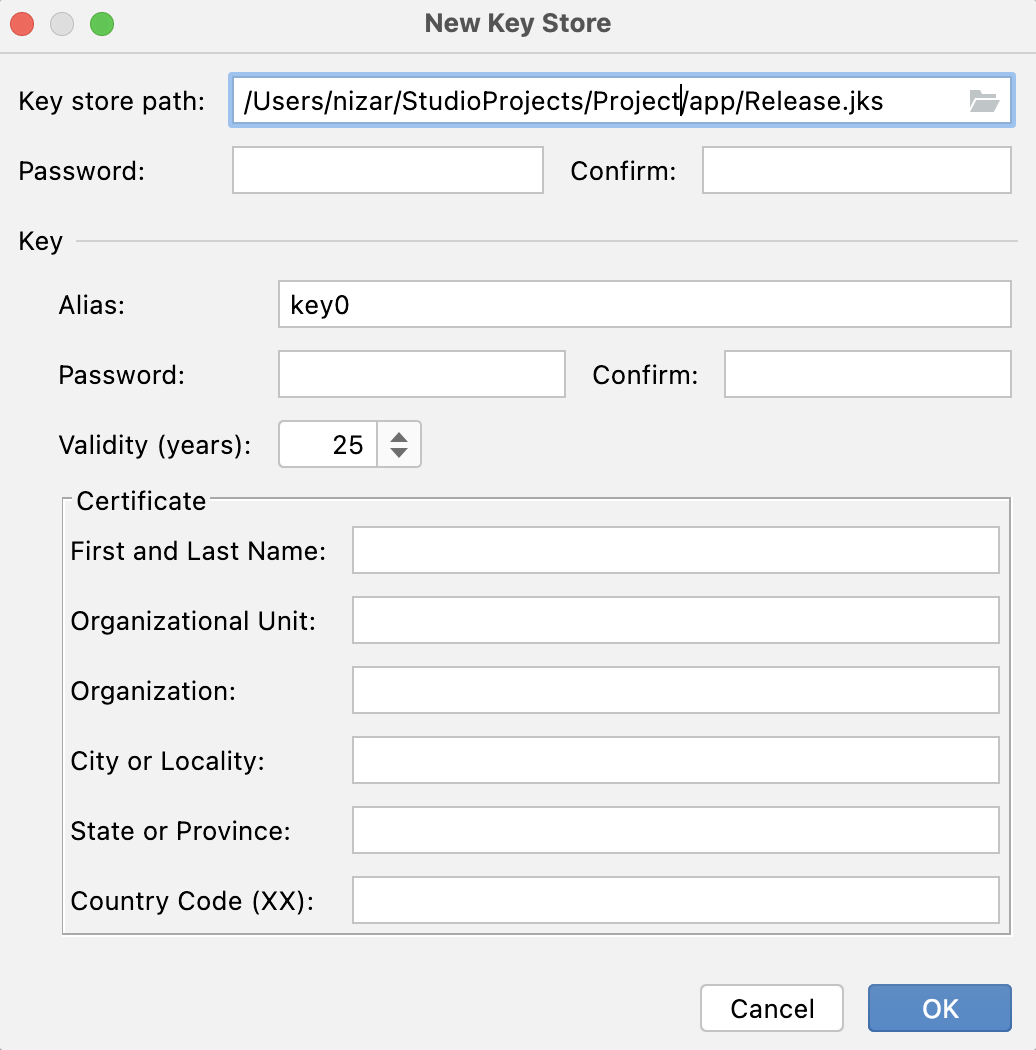 New Key Store
Key store path: /Users/nizar/StudioProjects/Project/app/Release.jks
Password: Confirm:
Key
Alias: key0
Password: Confirm:
Validity (years): 25
Certificate
First and Last Name:
Organizational Unit:
Organization:
City or Locality:
State or Province:
Country Code (XX):
Cancel OK